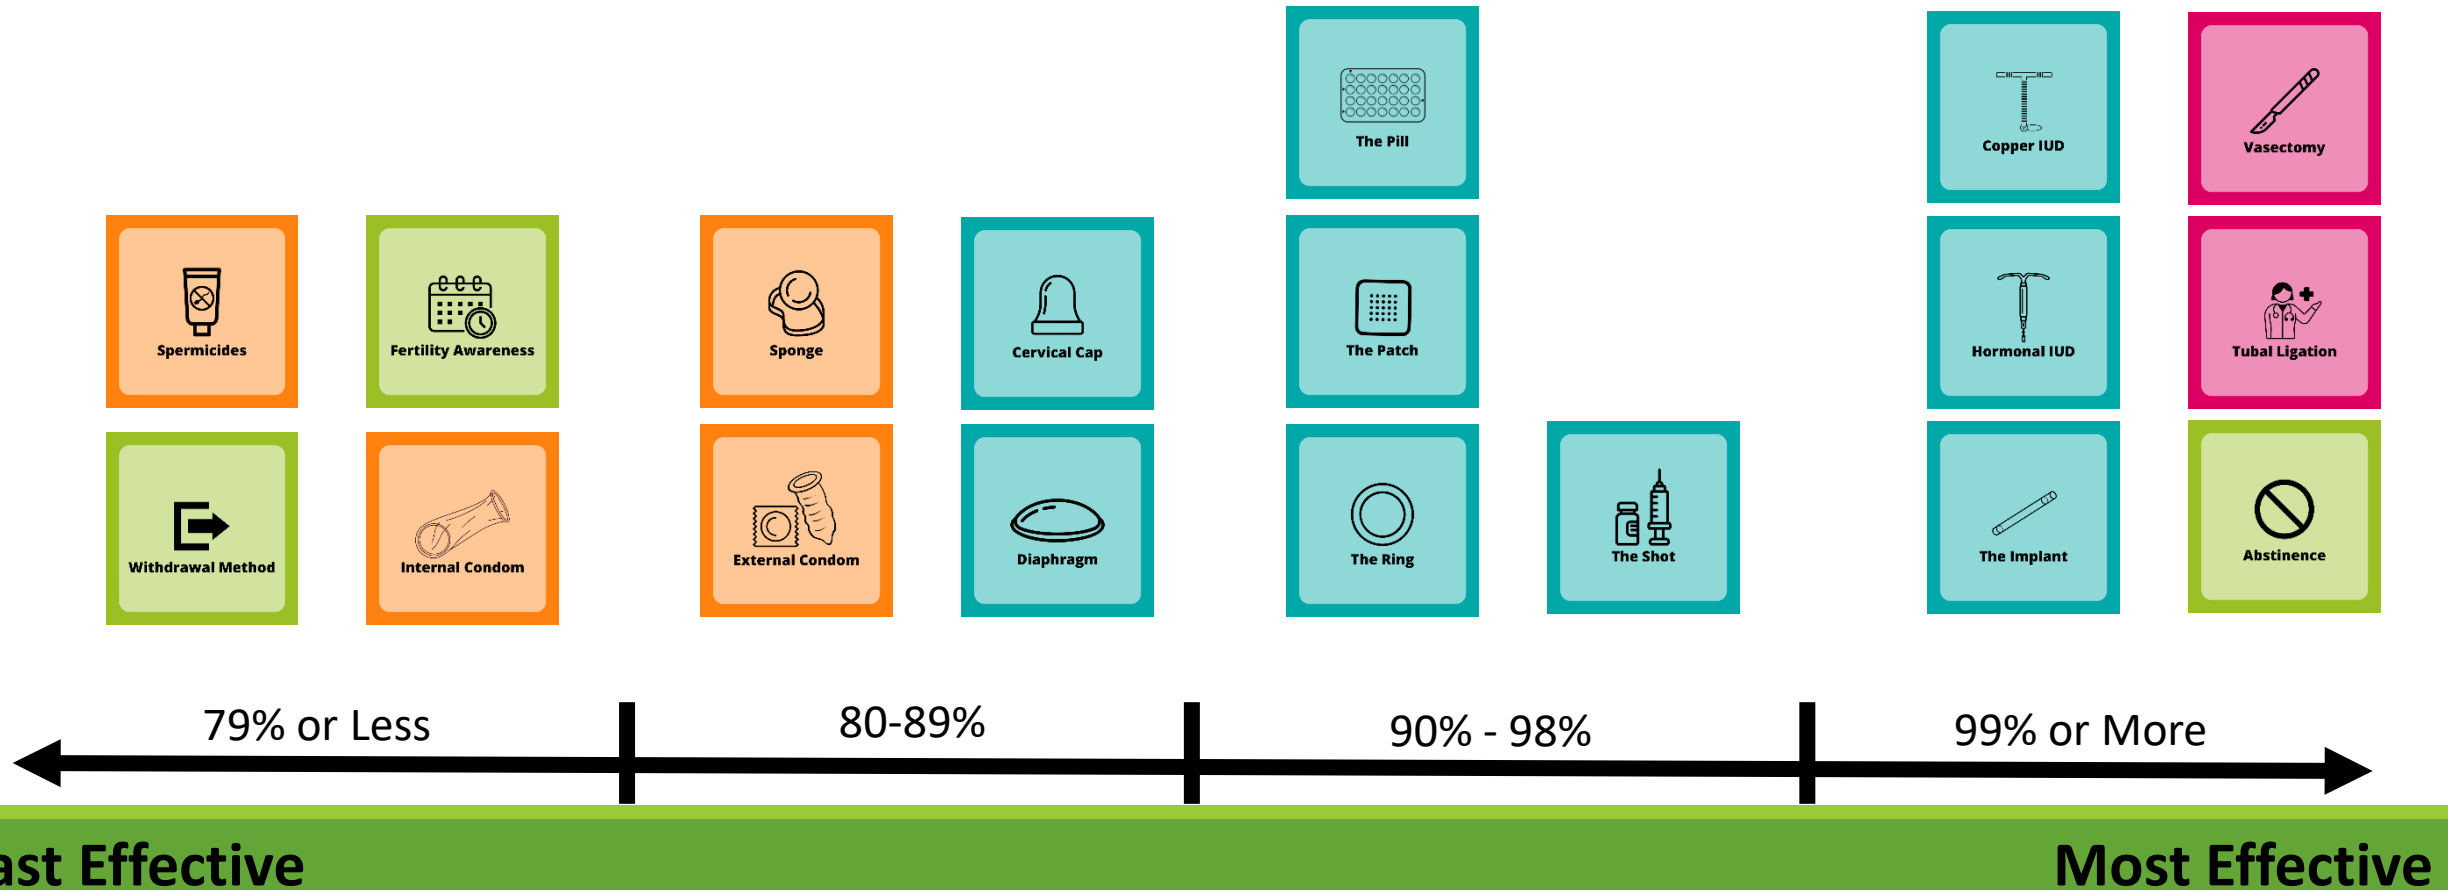 The Pill
Copper IUD
Vasectomy
Spermicides
Fertility Awareness
Sponge
Cervical Cap
The Patch
Hormonal IUD
Tubal Ligation
Withdrawal Method
Internal Condom
External Condom
Diaphragm
The Ring
The Shot
The Implant
Abstinence
79% or Less
80-89%
90% - 98%
99% or More
ast Effective
Most Effective